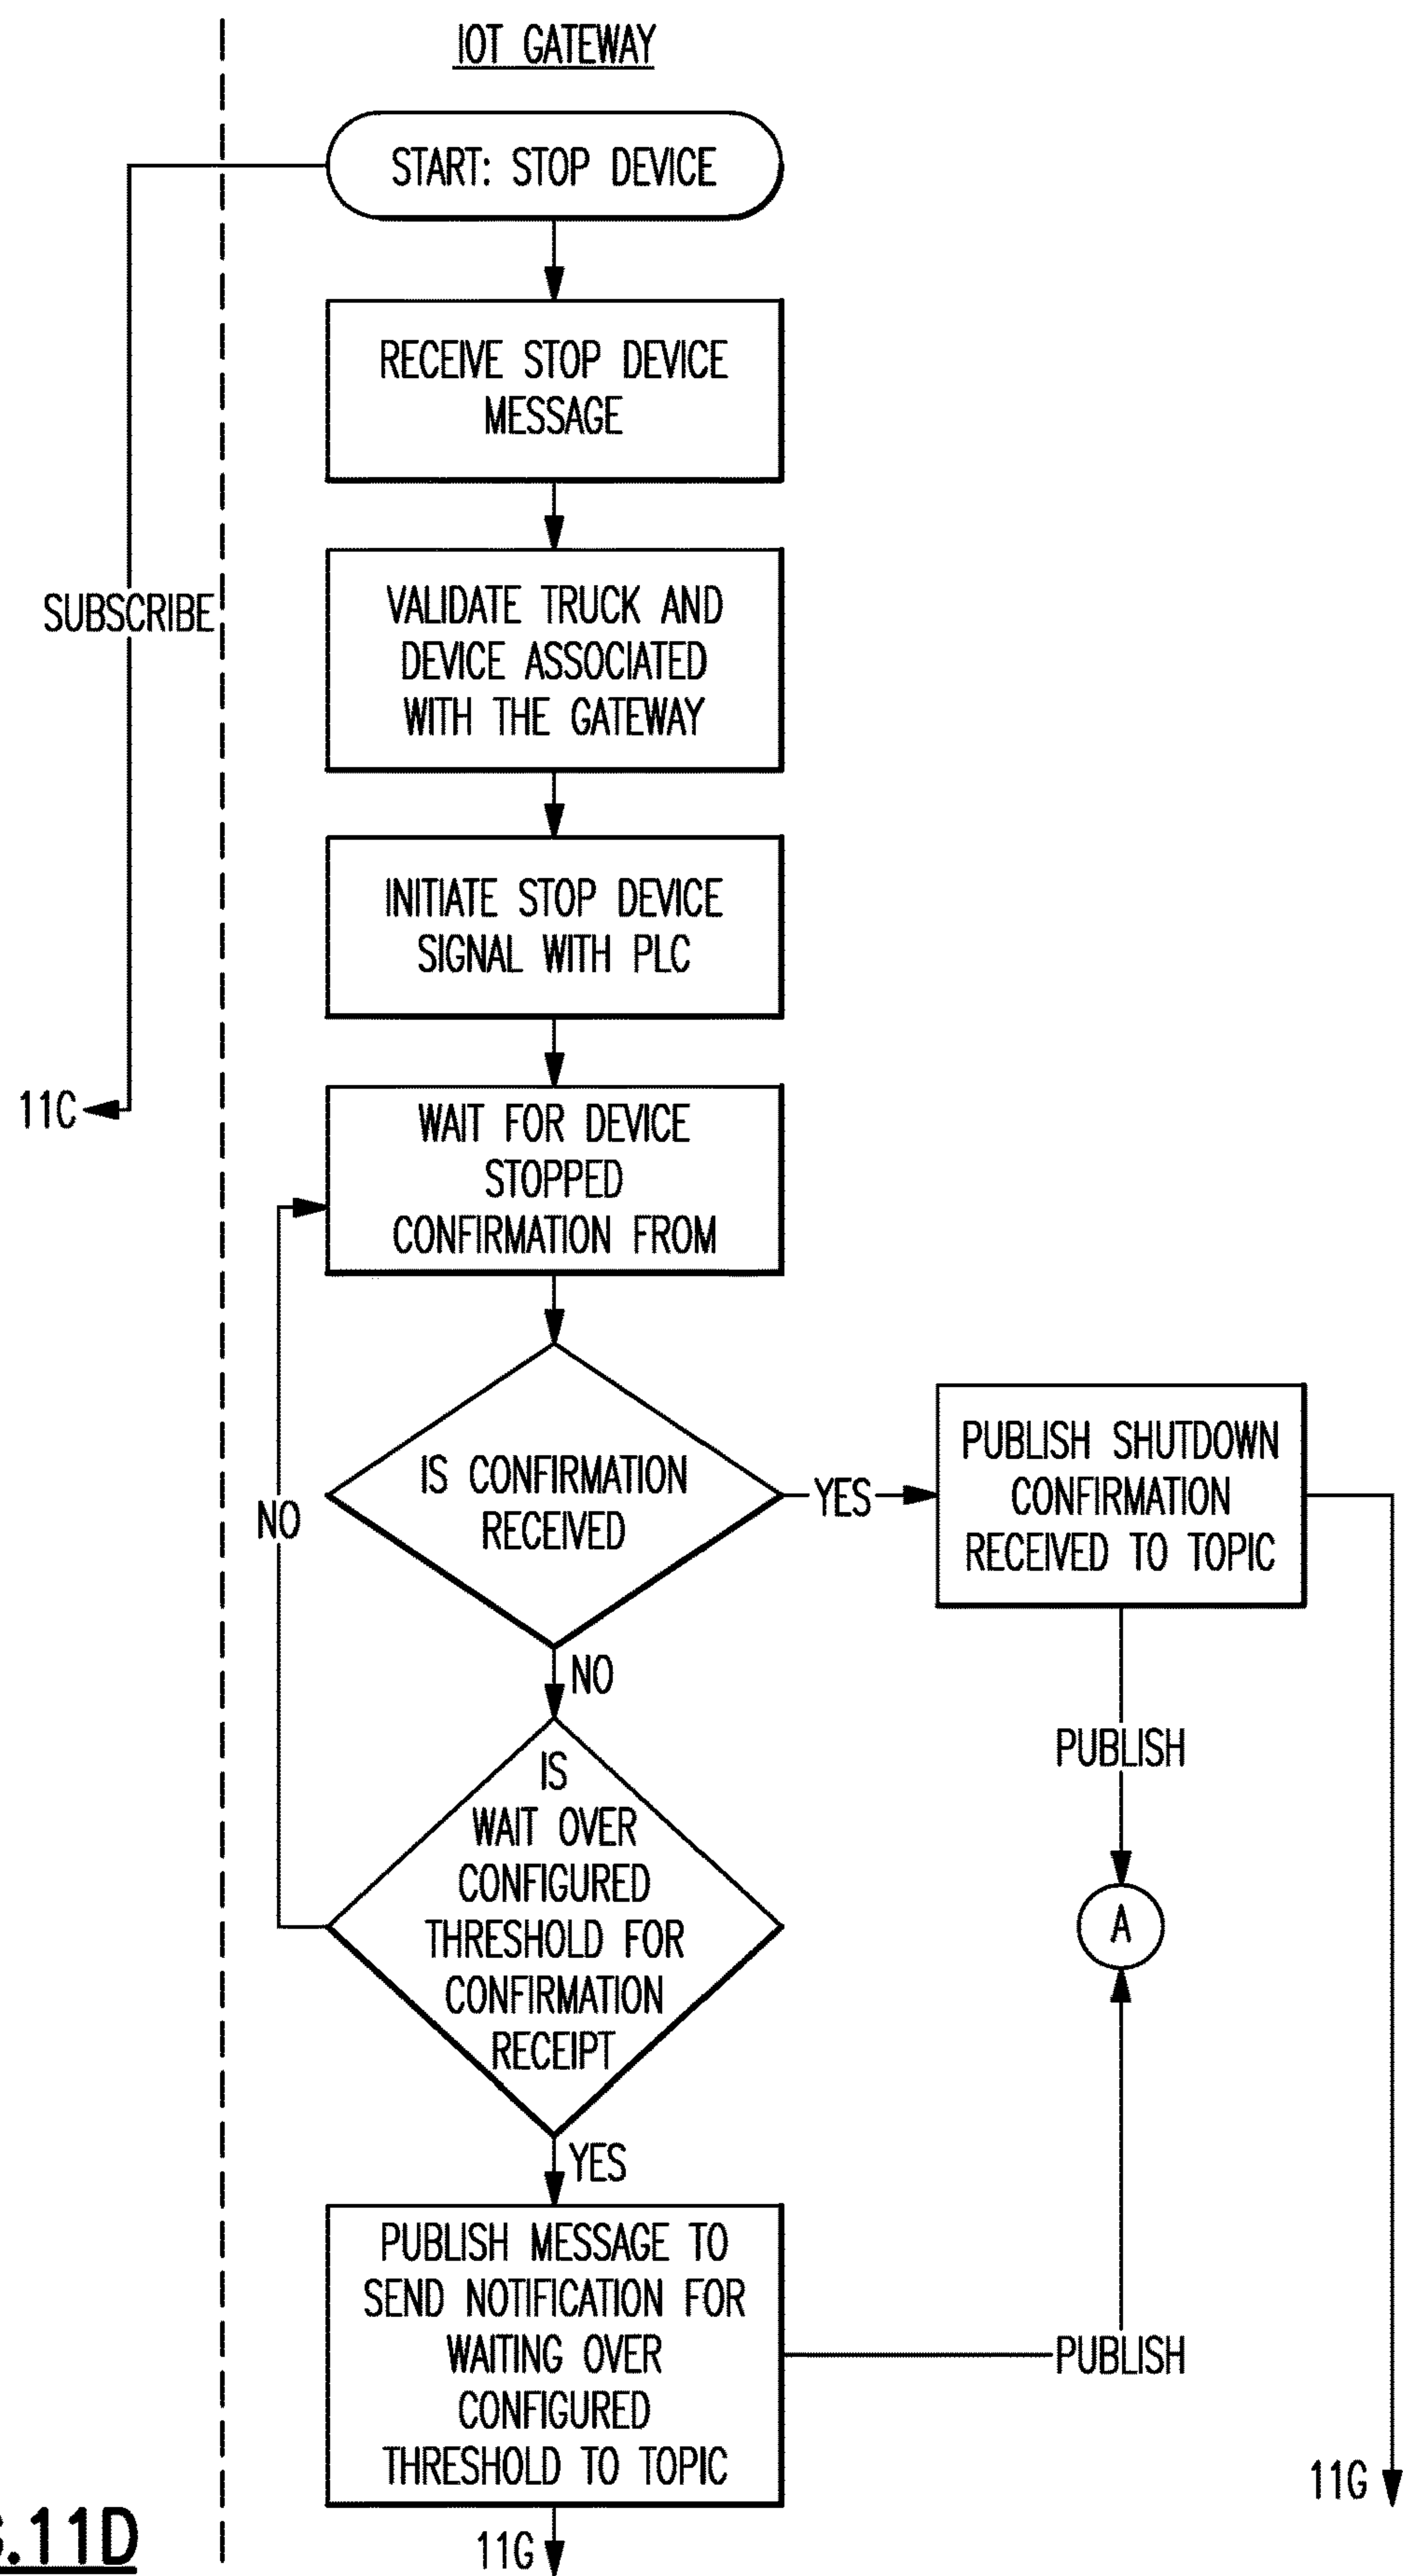 IOT GATEWAY
START: STOP DEVICE
RECEIVE STOP DEVICE
MESSAGE
SUBSCRIBE
VALIDATE TRUCK AND
DEVICE ASSOCIATED
WITH THE GATEWAY
INITIATE STOP DEVICE
SIGNAL WITH PLC
11C
WAIT FOR DEVICE
STOPPED
CONFIRMATION FROM
IS CONFIRMATION
RECEIVED
YES
PUBLISH SHUTDOWN
CONFIRMATION
RECEIVED TO TOPIC
NO
NO
PUBLISH
IS
WAIT OVER
CONFIGURED
THRESHOLD FOR
CONFIRMATION
RECEIPT
A
YES
PUBLISH MESSAGE TO
SEND NOTIFICATION FOR
WAITING OVER
CONFIGURED
THRESHOLD TO TOPIC
PUBLISH
11G
11G
.11D